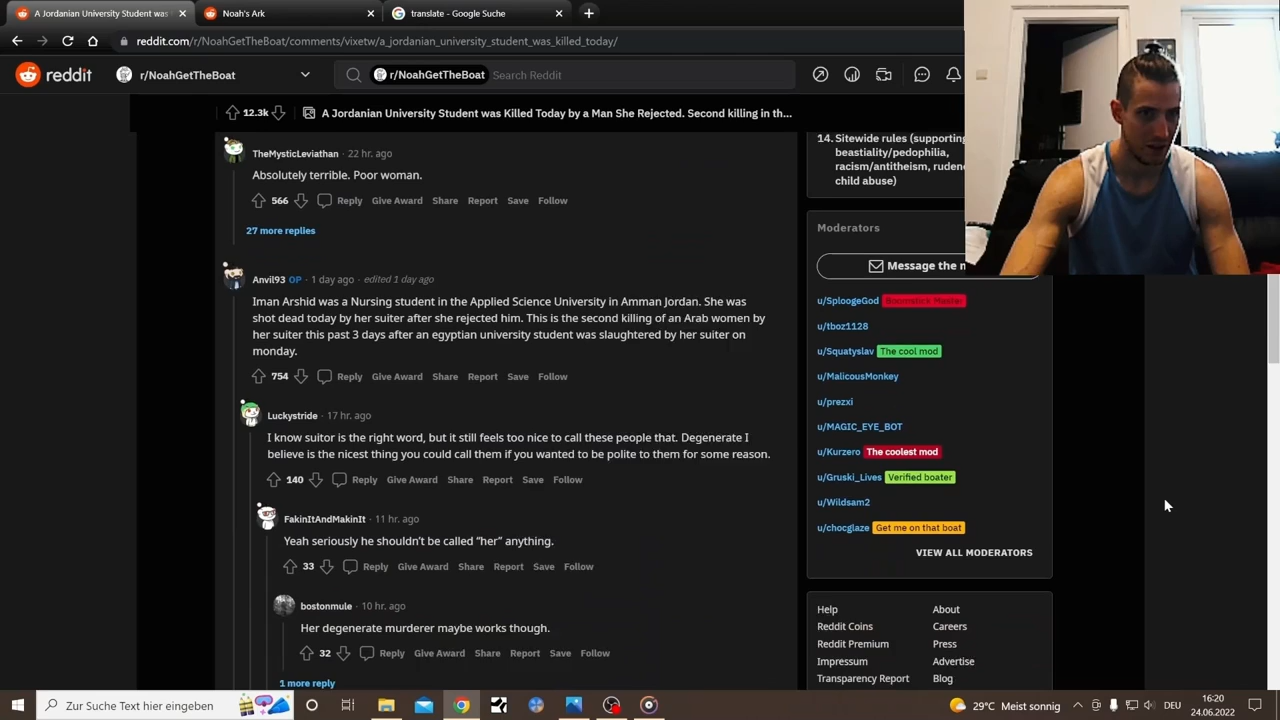 A Jordanian University Student was
Noah's Ark
reddit.com/r/NoahGetTheBoat/comments/
a_jordanian_university_student_was_killed_today/
reddit
r/NoahGetTheBoat
r/NoahGetTheBoat
Search Reddit
12.3k
A Jordanian University Student was Killed Today by a Man She Rejected. Second killing in th...
TheMysticLeviathan
Absolutely terrible. Poor woman.
566 Reply Give Award Share Report Save Follow
27 more replies
Amil93 OP · 1 day ago · edited 1 day ago
Iman Arshid was a Nursing student in the Applied Science University in Amman Jordan. She was
shot dead today by her suiter after she rejected him. This is the second killing of an Arab women by
her suiter this past 3 days after an egyptian university student was slaughtered by her suiter on
monday.
754 Reply Give Award Share Report Save Follow
Luckystride · 17 hr. ago
I know suitor is the right word, but it still feels too nice to call these people that. Degenerate I
believe is the nicest thing you could call them if you wanted to be polite to them for some reason.
140 Reply Give Award Share Report Save Follow
FakinItAndMakinIt · 11 hr. ago
Yeah seriously he shouldn't be called "her" anything.
33 Reply Give Award Share Report Save Follow
bostonmule · 10 hr. ago
Her degenerate murderer maybe works though.
32 Reply Give Award Share Report Save Follow
1 more reply
14. Sitewide rules (supporting
beastiality/pedophilia,
racism/antitheism,
child abuse)
Moderators
Message the
u/SploogeGod Boomstick Master
u/tboz1128
u/Squatyslav The cool mod
u/MalicousMonkey
u/prezxi
u/MAGIC_EYE_BOT
u/Kurzero The coolest mod
u/Gruski_Lives Verified boater
u/Wildsam2
u/chocglaze Get me on that boat
VIEW ALL MODERATORS
Help About
Reddit Coins Careers
Reddit Premium Press
Impressum Advertise
Transparency Report Blog
Zur Suche Text hier eingeben
29°C Meist sonnig
DEU
16:20
24.06.2022